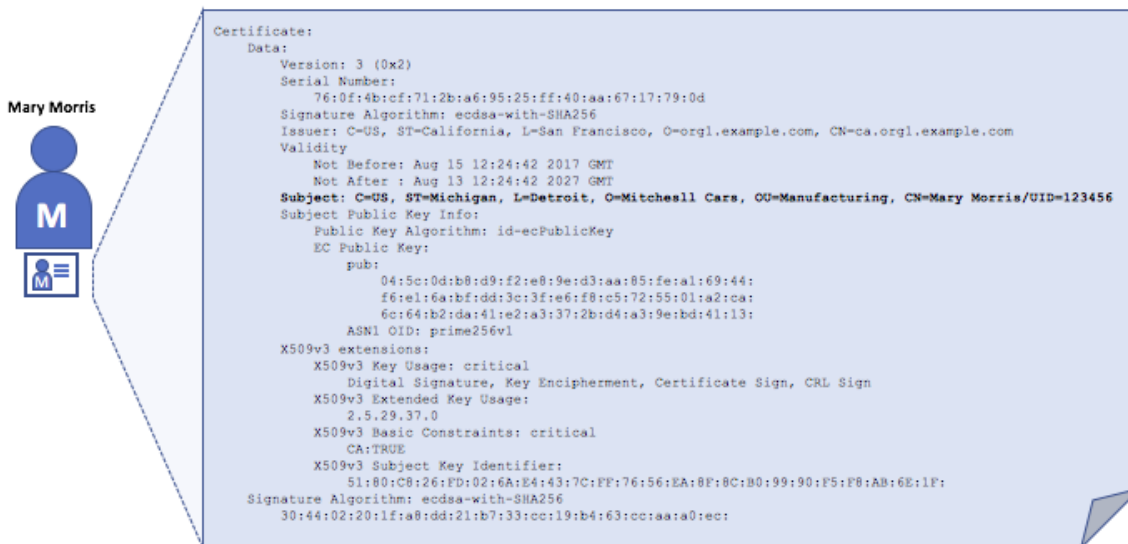 Mary Morris
M
M
Certificate:
Data:
Version: 3 (0x2)
Serial Number:
76:0f:4b:cf:71:2b:a6:95:25:ff:40:aa:67:17:79:0d
Signature Algorithm: ecdsa-with-SHA256
Issuer: C=US, ST=California, L=San Francisco, O=org1.example.com, CN=ca.org1.example.com
Validity
Not Before: Aug 15 12:24:42 2017 GMT
Not After : Aug 13 12:24:42 2027 GMT
Subject: C=US, ST=Michigan, L=Detroit, O=Mitchesll Cars, OU=Manufacturing, CN=Mary Morris/UID=123456
Subject Public Key Info:
Public Key Algorithm: id-ecPublicKey
EC Public Key:
pub:
04:5c:0d:b8:d9:f2:e8:9e:d3:aa:85:fe:a1:69:44:
f6:e1:6a:bf:dd:3c:3f:e6:f8:c5:72:55:01:a2:ca:
6c:64:b2:da:41:e2:a3:37:2b:d4:a3:9e:bd:41:13:
ASN1 OID: prime256v1
X509v3 extensions:
X509v3 Key Usage: critical
Digital Signature, Key Encipherment, Certificate Sign, CRL Sign
X509v3 Extended Key Usage:
2.5.29.37.0
X509v3 Basic Constraints: critical
CA:TRUE
X509v3 Subject Key Identifier:
51:80:C8:26:FD:02:6A:E4:43:7C:FF:76:56:EA:8F:8C:B0:99:90:F5:F8:AB:6E:1F:
Signature Algorithm: ecdsa-with-SHA256
30:44:02:20:1f:a8:dd:21:b7:33:cc:19:b4:63:cc:aa:a0:ec: